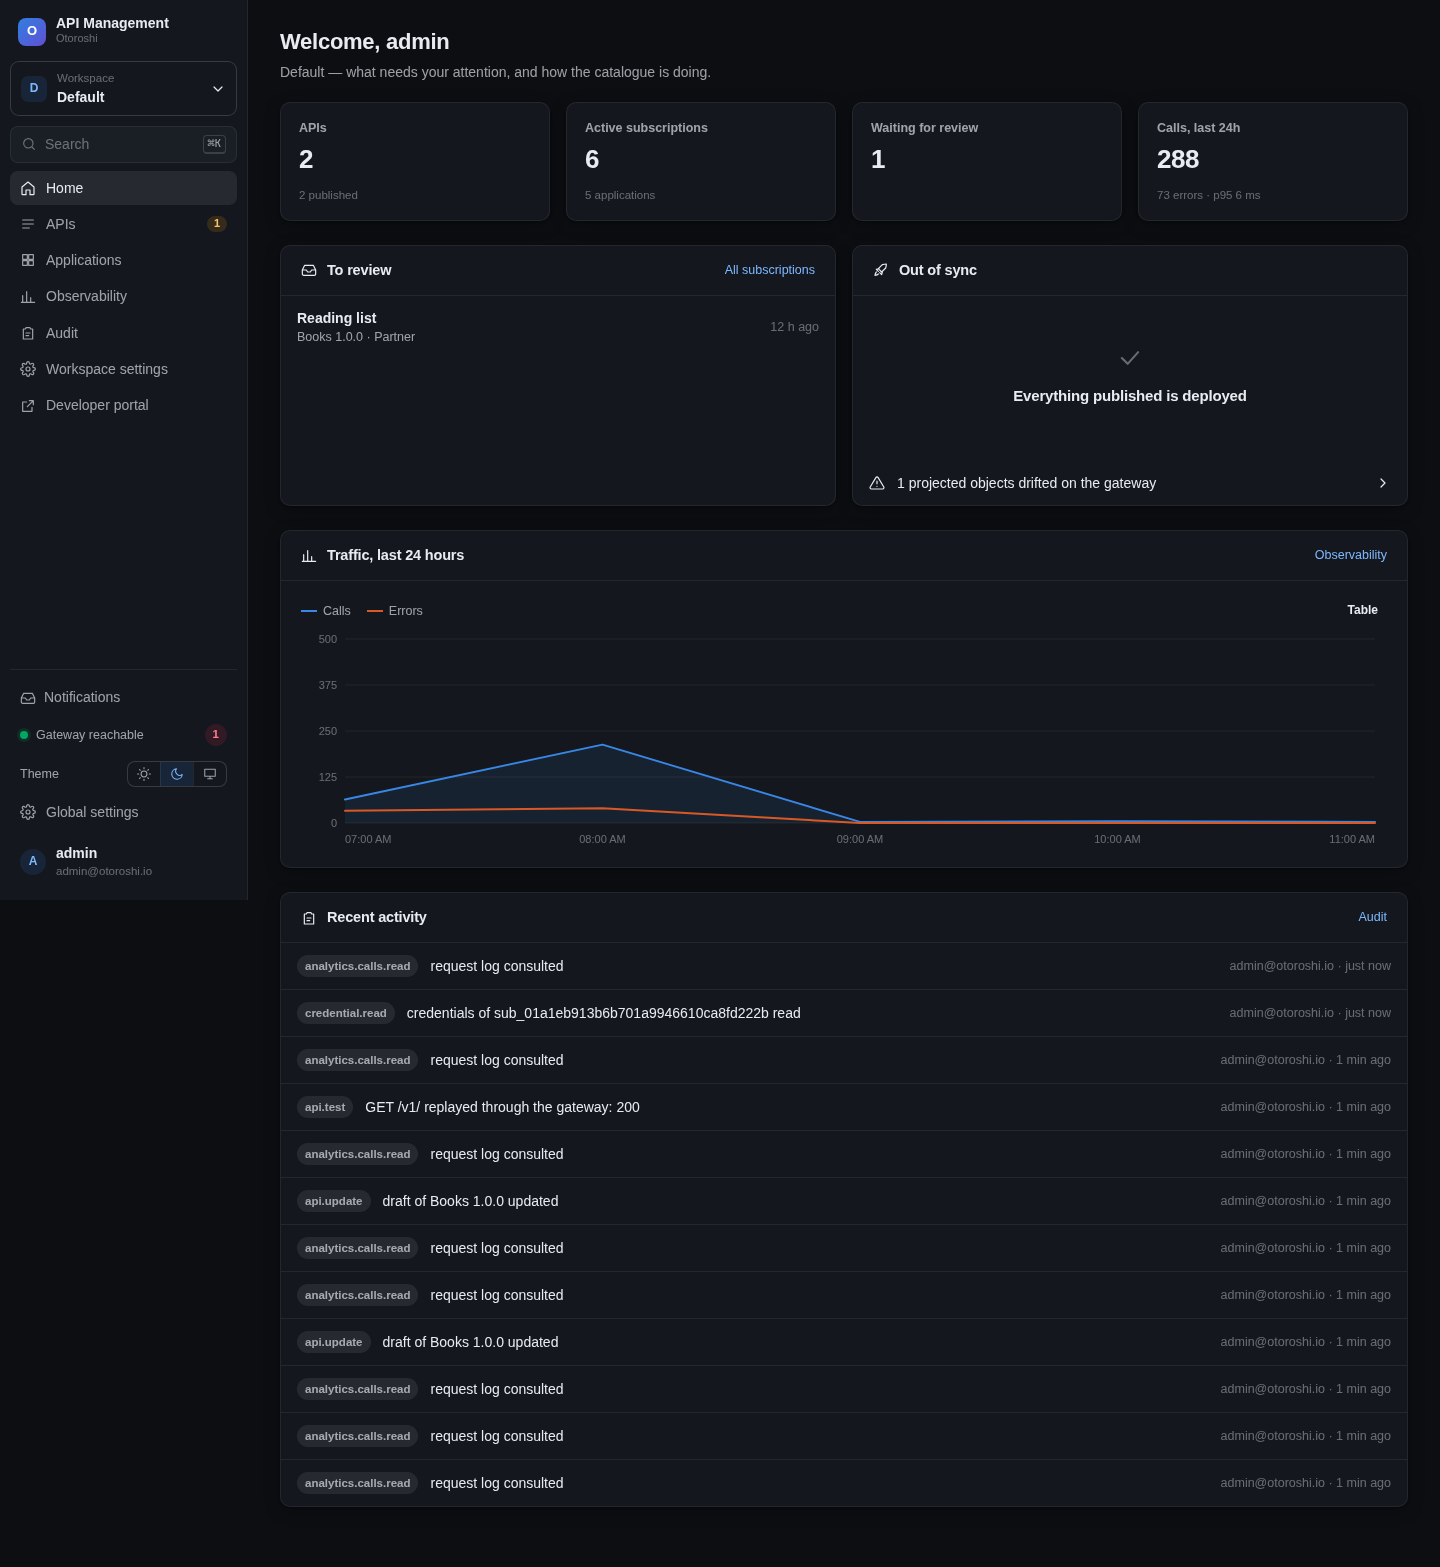 O
API Management
Otoroshi
D
Workspace
Default
Search
⌘K
Home
APIs
1
Applications
Observability
Audit
Workspace settings
Developer portal
Notifications
Gateway reachable
1
Theme
Global settings
A
admin
admin@otoroshi.io
Welcome, admin
Default — what needs your attention, and how the catalogue is doing.
APIs
2
2 published
Active subscriptions
6
5 applications
Waiting for review
1
Calls, last 24h
288
73 errors · p95 6 ms
To review
All subscriptions
Reading list
Books 1.0.0 · Partner
12 h ago
Out of sync
Everything published is deployed
1 projected objects drifted on the gateway
Traffic, last 24 hours
Observability
Calls
Errors
Table
500
375
250
125
0
07:00 AM
08:00 AM
09:00 AM
10:00 AM
11:00 AM
Recent activity
Audit
analytics.calls.read request log consulted admin@otoroshi.io · just now
credential.read credentials of sub_01a1eb913b6b701a9946610ca8fd222b read admin@otoroshi.io · just now
analytics.calls.read request log consulted admin@otoroshi.io · 1 min ago
api.test GET /v1/ replayed through the gateway: 200 admin@otoroshi.io · 1 min ago
analytics.calls.read request log consulted admin@otoroshi.io · 1 min ago
api.update draft of Books 1.0.0 updated admin@otoroshi.io · 1 min ago
analytics.calls.read request log consulted admin@otoroshi.io · 1 min ago
analytics.calls.read request log consulted admin@otoroshi.io · 1 min ago
api.update draft of Books 1.0.0 updated admin@otoroshi.io · 1 min ago
analytics.calls.read request log consulted admin@otoroshi.io · 1 min ago
analytics.calls.read request log consulted admin@otoroshi.io · 1 min ago
analytics.calls.read request log consulted admin@otoroshi.io · 1 min ago